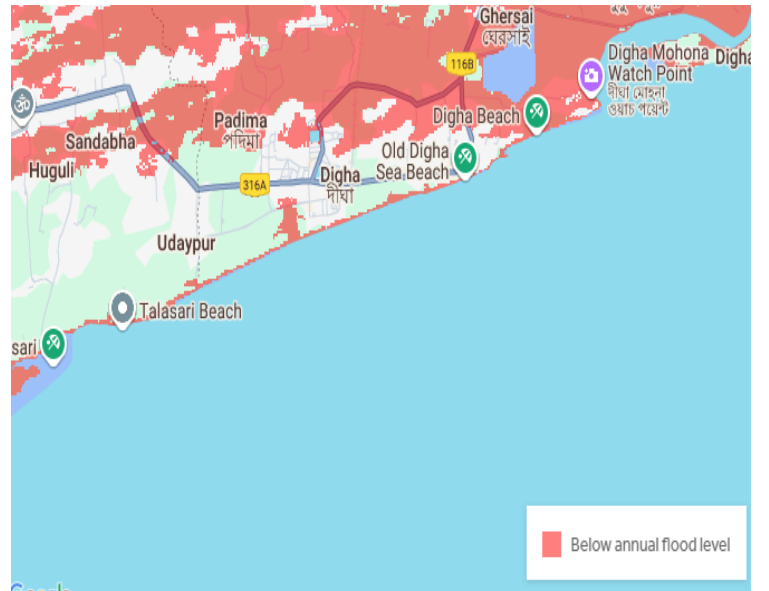 Ghersai
ঘেরসাই
116B
Digha Mohona
Watch Point
দীঘা মোহনা
ওয়াচ পয়েন্ট
Digha
Digha Beach
Padima
পদিমা
Sandabha
Old Digha
Sea Beach
Huguli
316A
Digha
দীঘা
Udaypur
Talasari Beach
sari
Below annual flood level